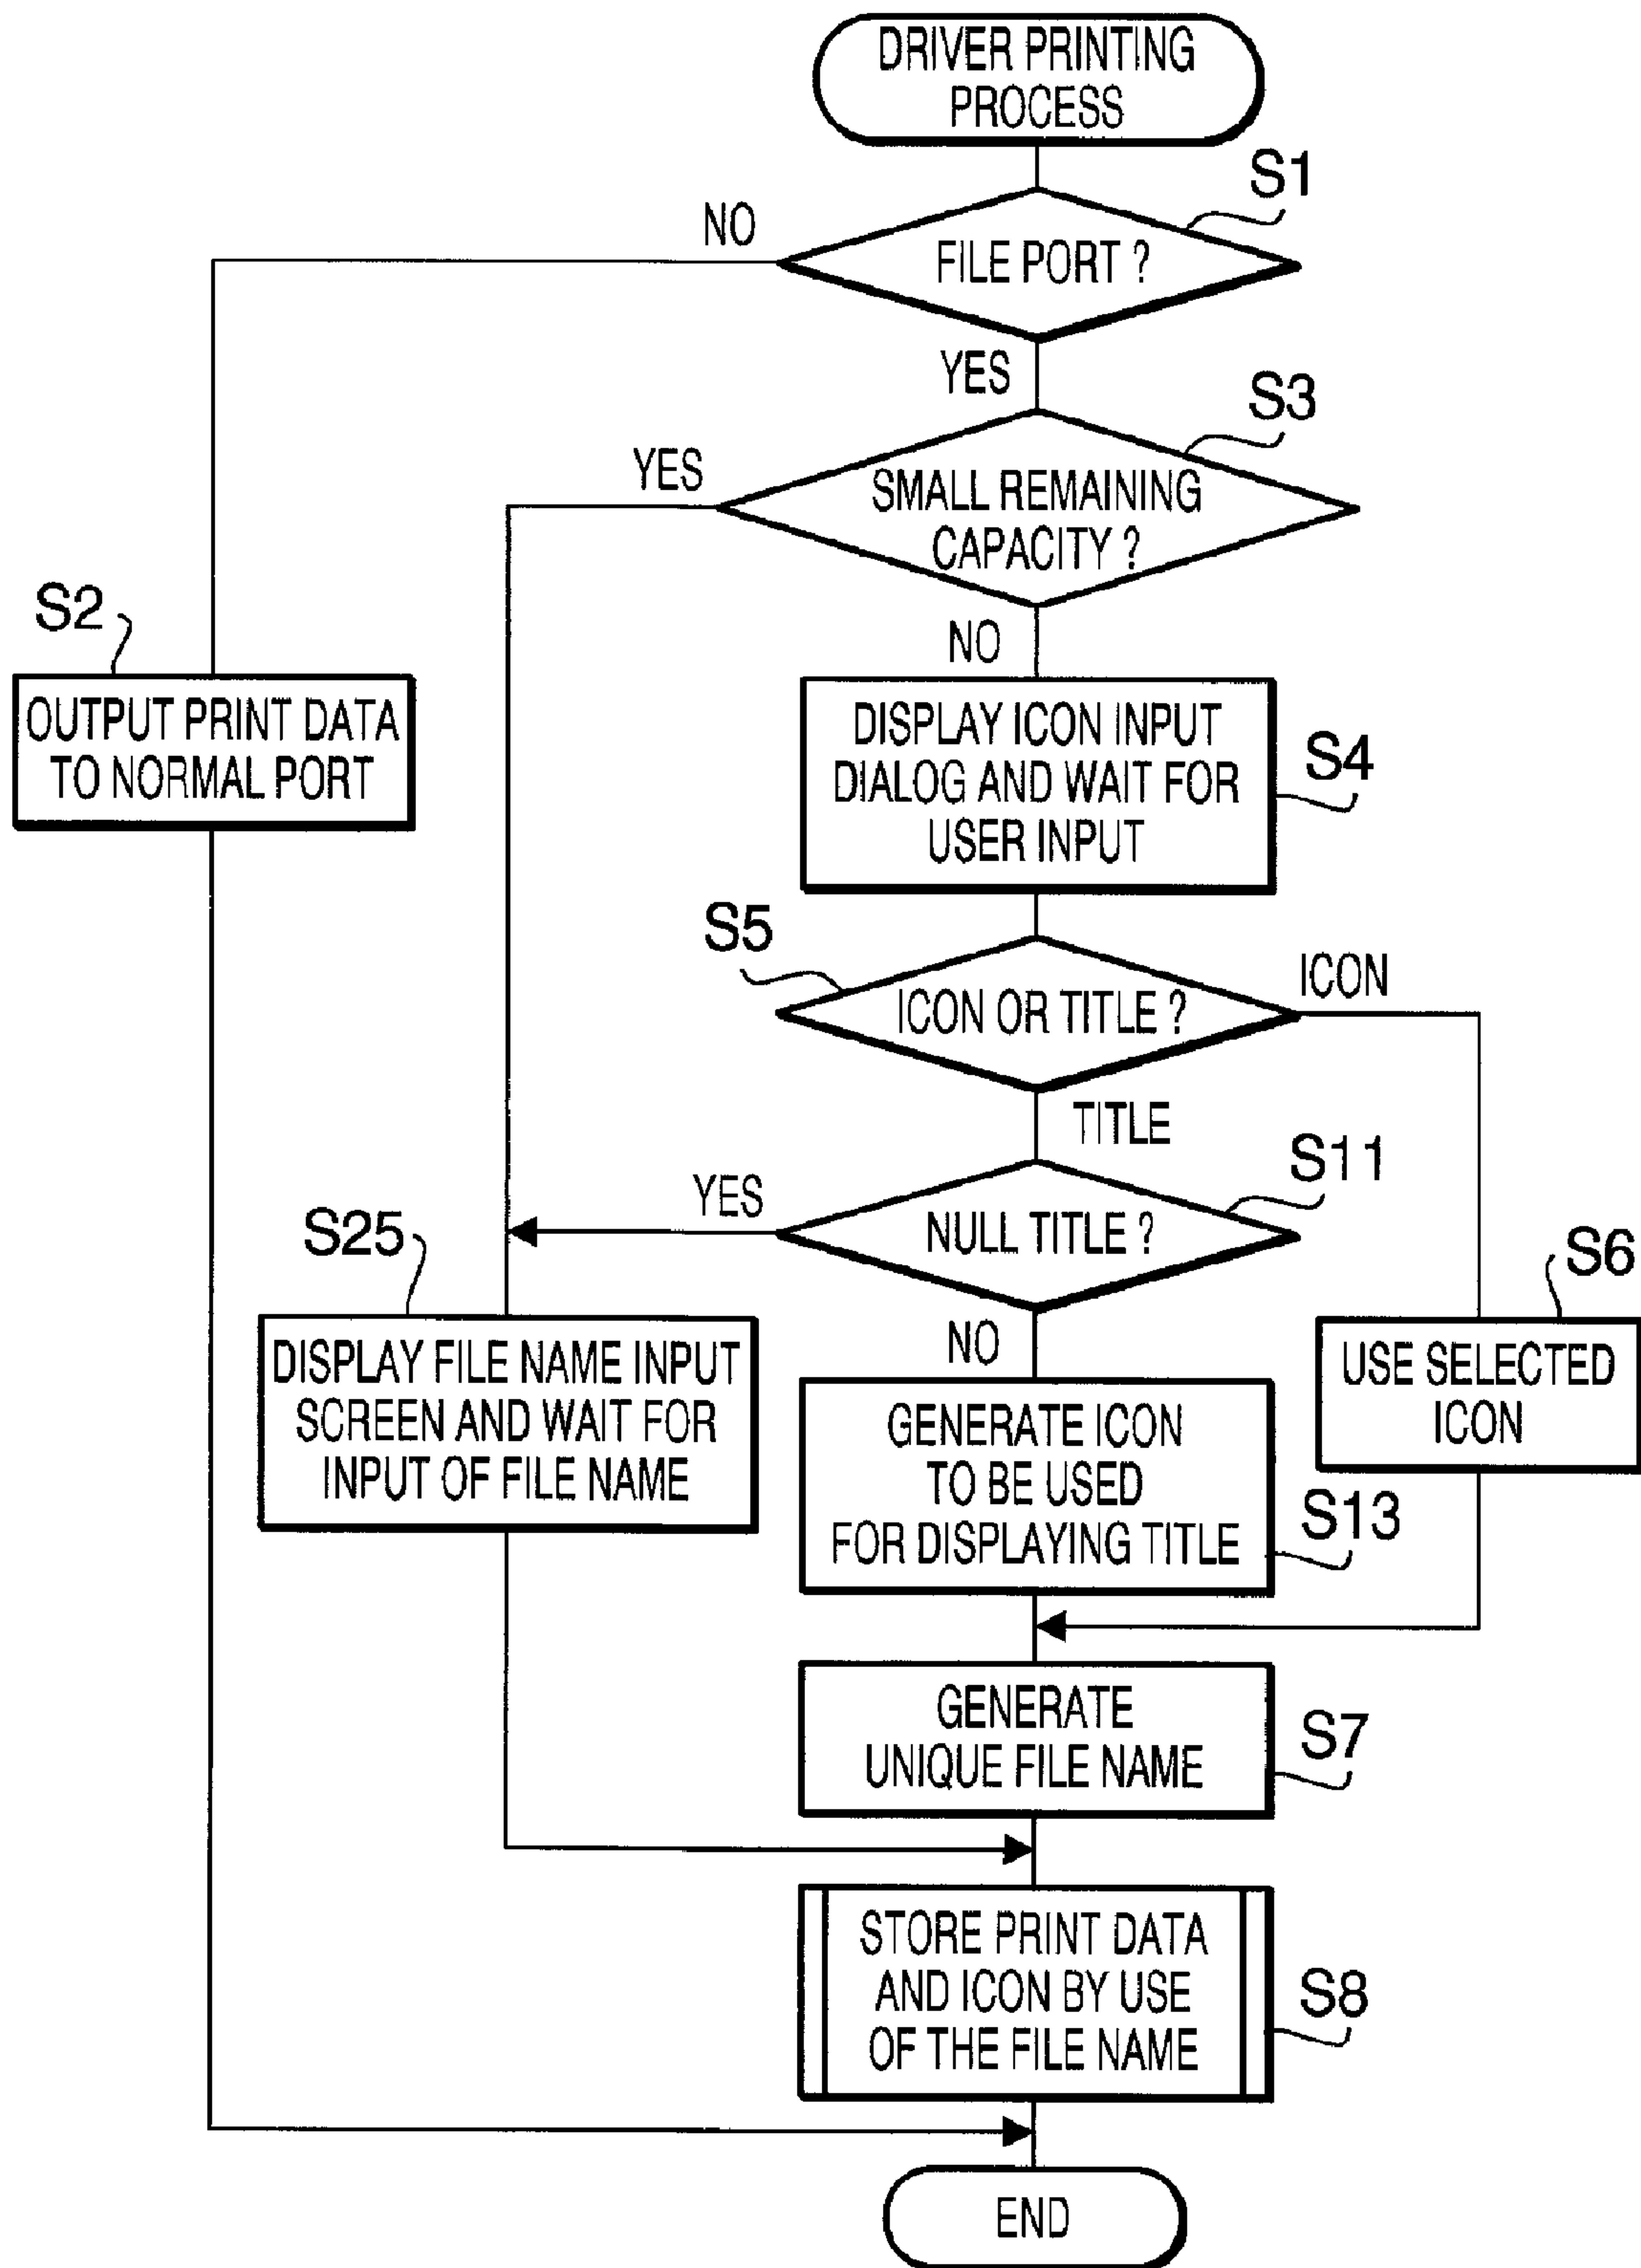 DRIVER PRINTING
PROCESS
S1
NO
FILE PORT ?
YES
S3
YES
SMALL REMAINING
CAPACITY ?
NO
S2
OUTPUT PRINT DATA
TO NORMAL PORT
DISPLAY ICON INPUT
DIALOG AND WAIT FOR
USER INPUT
S4
S5
ICON OR TITLE ?
ICON
TITLE
S11
YES
NULL TITLE ?
S25
S6
NO
DISPLAY FILE NAME INPUT
SCREEN AND WAIT FOR
INPUT OF FILE NAME
USE SELECTED
ICON
GENERATE ICON
TO BE USED
FOR DISPLAYING TITLE
S13
GENERATE
UNIQUE FILE NAME
S7
STORE PRINT DATA
AND ICON BY USE
OF THE FILE NAME
S8
END